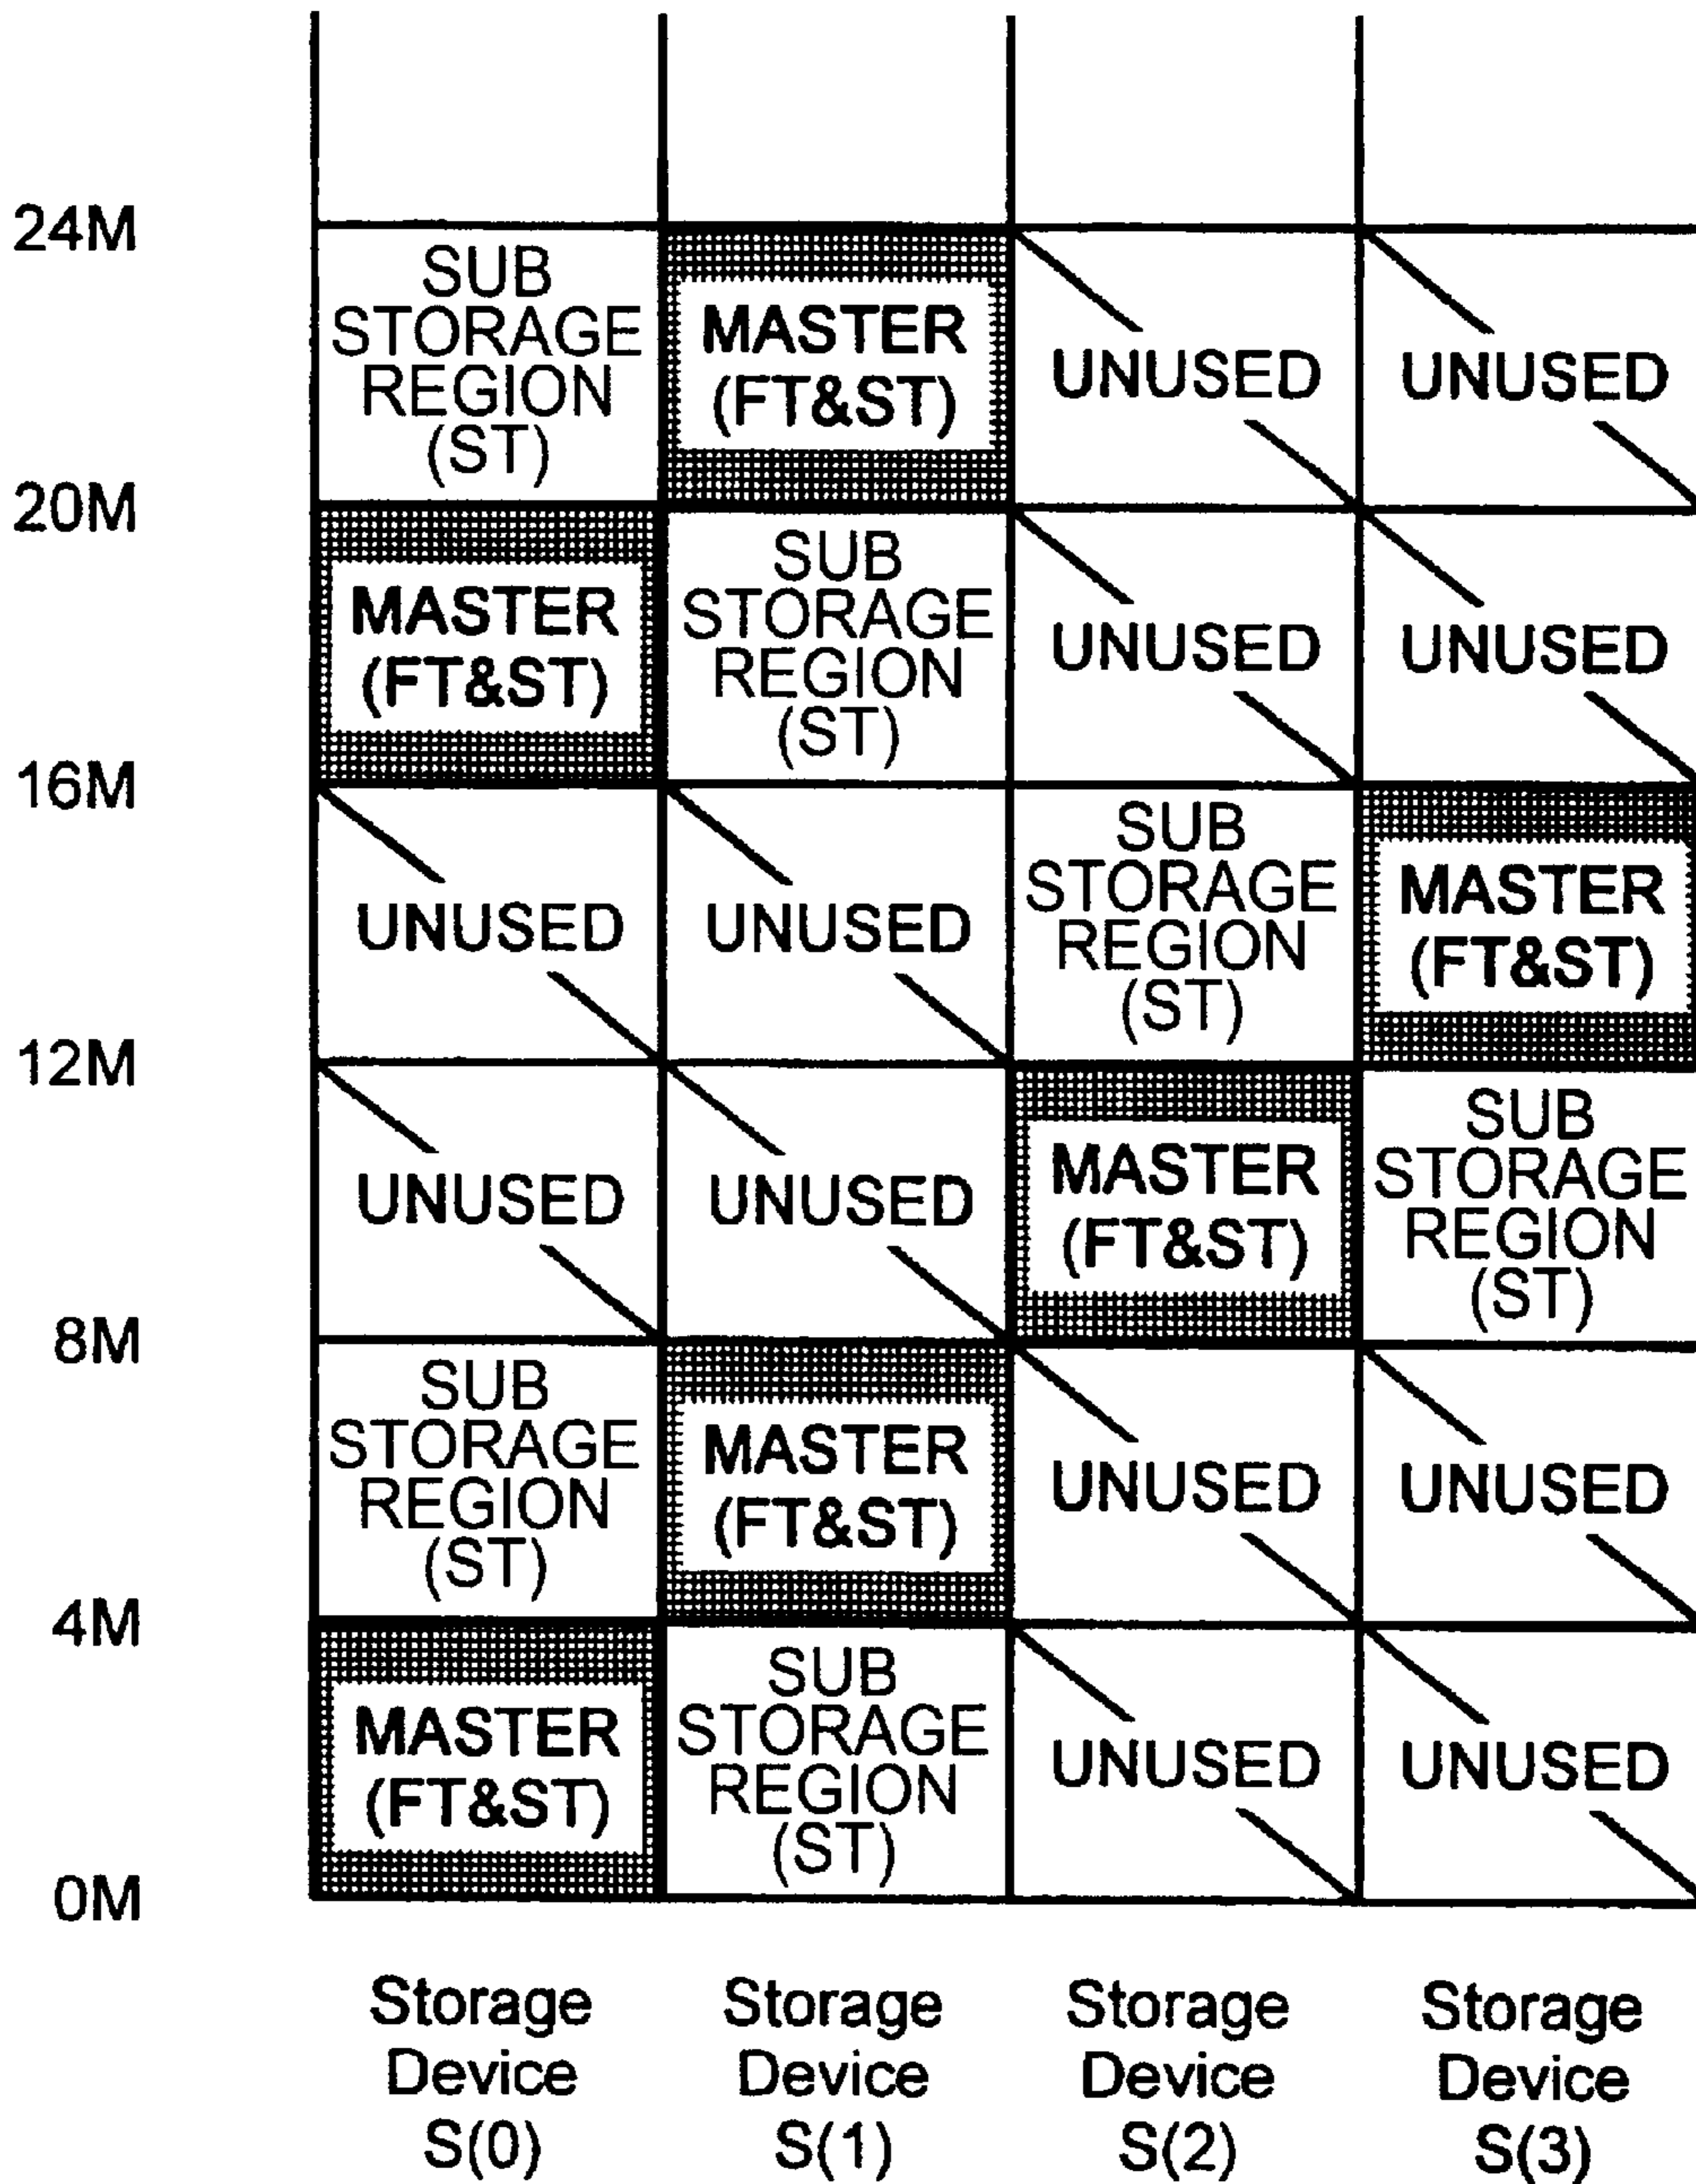 24M
SUB
STORAGE
REGION
(ST)
MASTER
(FT&ST)
UNUSED
UNUSED
20M
MASTER
(FT&ST)
SUB
STORAGE
REGION
(ST)
UNUSED
UNUSED
16M
UNUSED
UNUSED
SUB
STORAGE
REGION
(ST)
MASTER
(FT&ST)
12M
UNUSED
UNUSED
MASTER
(FT&ST)
SUB
STORAGE
REGION
(ST)
8M
SUB
STORAGE
REGION
(ST)
MASTER
(FT&ST)
UNUSED
UNUSED
4M
MASTER
(FT&ST)
SUB
STORAGE
REGION
(ST)
UNUSED
UNUSED
0M
Storage
Device
S(0)
Storage
Device
S(1)
Storage
Device
S(2)
Storage
Device
S(3)